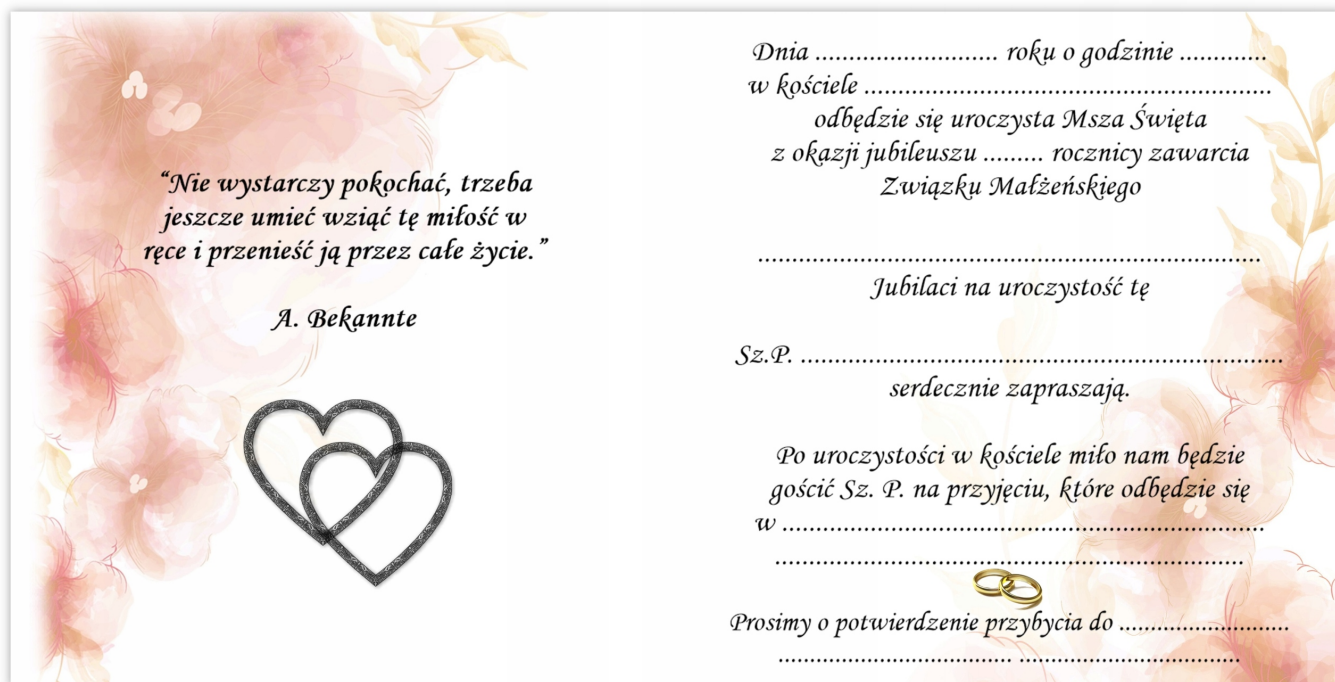 “Nie wystarczy pokochać, trzeba
jeszcze umieć wziąć tę miłość w
ręce i przenieść ją przez całe życie.”
A. Bekannte
Dnia ........................... roku o godzinie .............
w kościele ............................................................
odbędzie się uroczysta Msza Święta
z okazji jubileuszu ......... rocznicy zawarcia
Związku Małżeńskiego
..........................................................................
Jubilaci na uroczystość tę
Sz.P. .......................................................................
serdecznie zapraszają.
Po uroczystości w kościele miło nam będzie
gościć Sz. P. na przyjęciu, które odbędzie się
w .......................................................................
.....................................................................
Prosimy o potwierdzenie przybycia do .........................
.................................. .................................